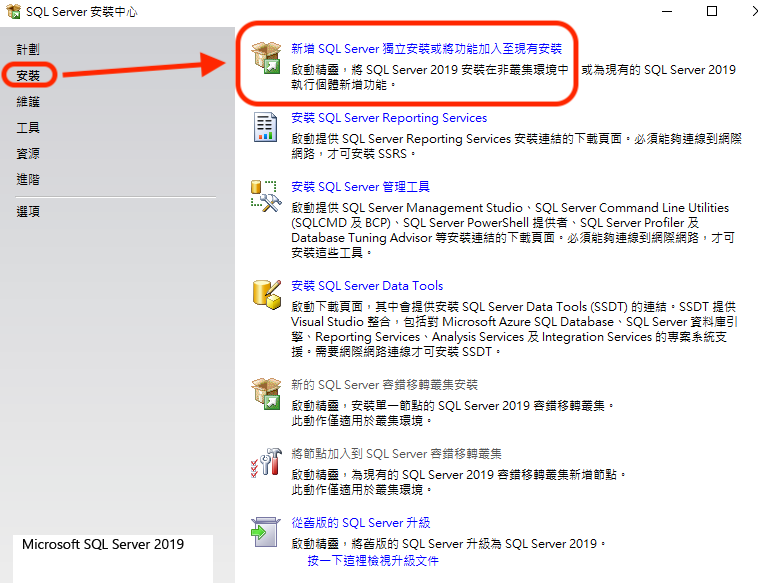 SQL Server 安裝中心
計劃
安裝
維護
工具
資源
進階
選項
Microsoft SQL Server 2019
新增 SQL Server 獨立安裝或將功能加入至現有安裝
啟動精靈，將 SQL Server 2019 安裝在非叢集環境中，或為現有的 SQL Server 2019
執行個體新增功能。
安裝 SQL Server Reporting Services
啟動提供 SQL Server Reporting Services 安裝連結的下載頁面。必須能夠連線到網際
網路，才可安裝 SSRS。
安裝 SQL Server 管理工具
啟動提供 SQL Server Management Studio、SQL Server Command Line Utilities
(SQLCMD 及 BCP)、SQL Server PowerShell 提供者、SQL Server Profiler 及
Database Tuning Advisor 等安裝連結的下載頁面。必須能夠連線到網際網路，才可
安裝這些工具。
安裝 SQL Server Data Tools
啟動下載頁面，其中會提供安裝 SQL Server Data Tools (SSDT) 的連結。SSDT 提供
Visual Studio 整合，包括對 Microsoft Azure SQL Database、SQL Server 資料庫引
擎、Reporting Services、Analysis Services 及 Integration Services 的專案系統支
援。需要網際網路連線才可安裝 SSDT。
新的 SQL Server 容錯移轉叢集安裝
啟動精靈，安裝單一節點的 SQL Server 2019 容錯移轉叢集。
此動作僅適用於叢集環境。
將節點加入到 SQL Server 容錯移轉叢集
啟動精靈，為現有的 SQL Server 2019 容錯移轉叢集新增節點。
此動作僅適用於叢集環境。
從舊版的 SQL Server 升級
啟動精靈，將舊版的 SQL Server 升級為 SQL Server 2019。
按一下這裡檢視升級文件